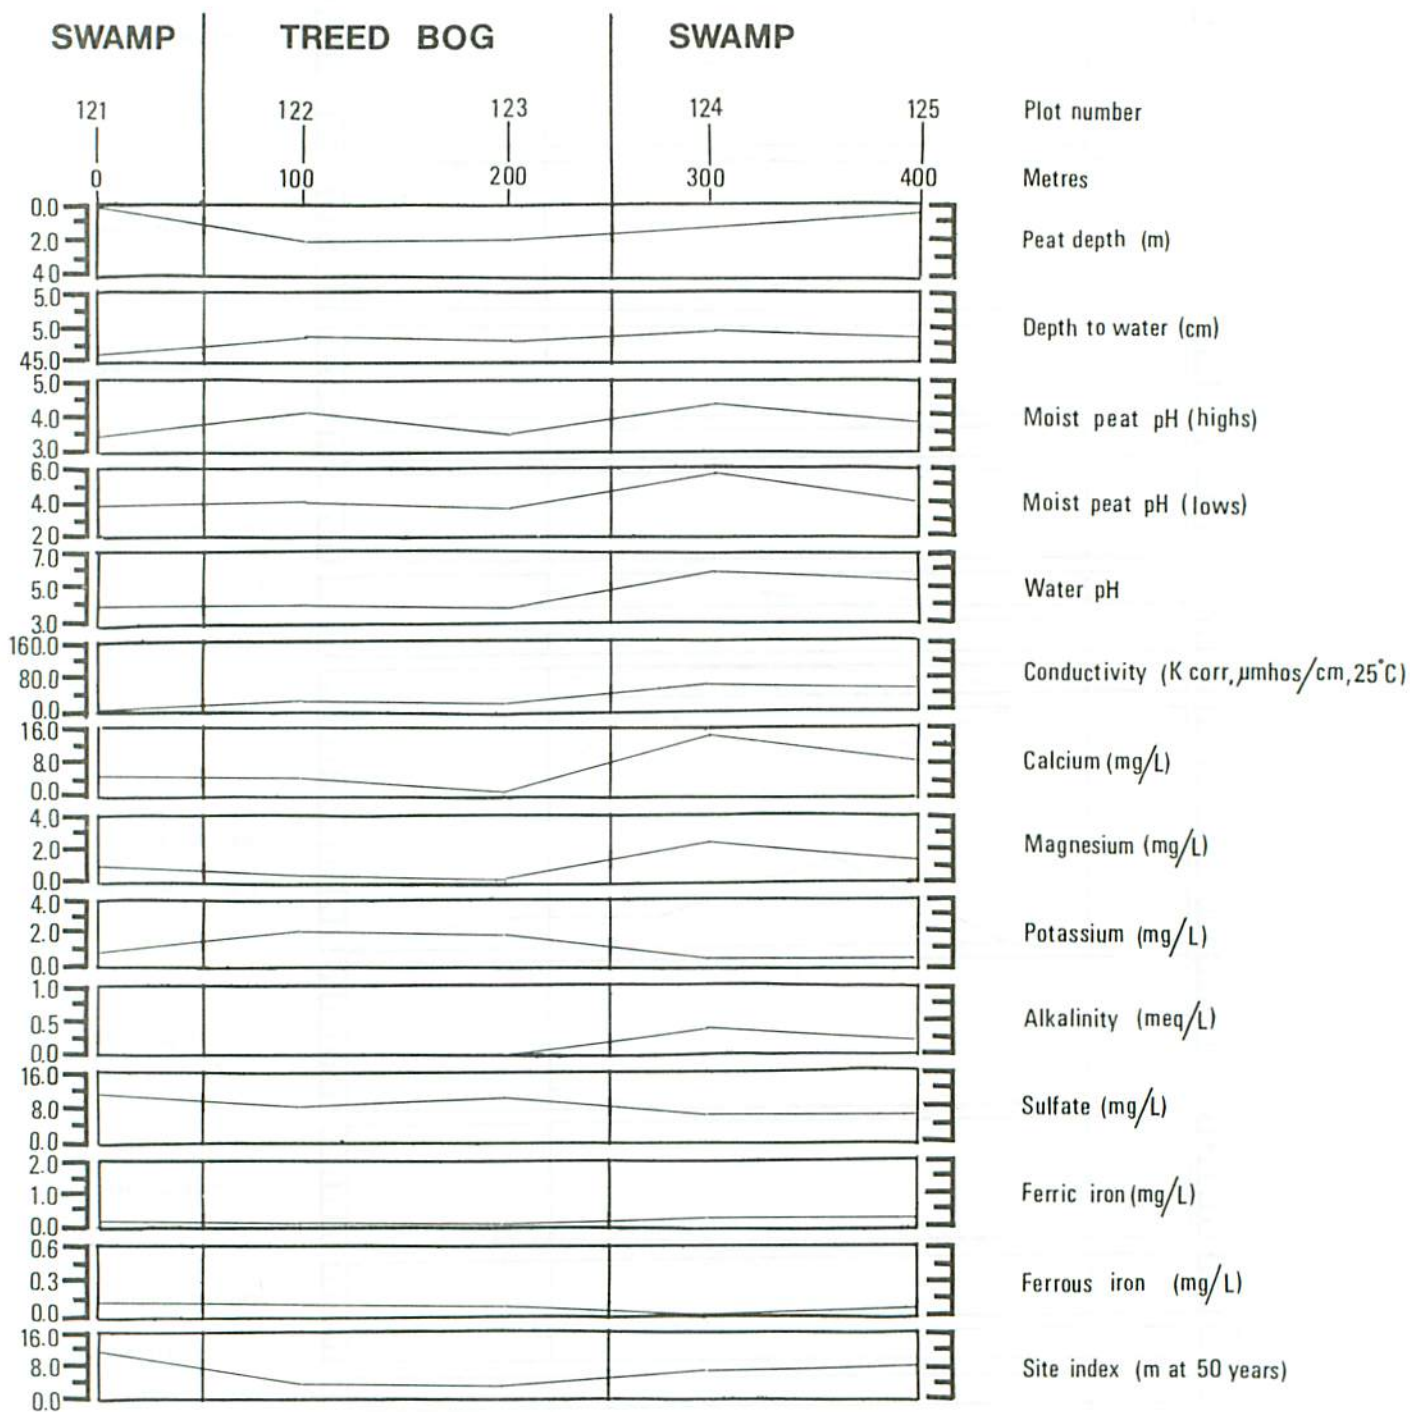 SWAMP TREED BOG SWAMP
121 122 123 124 125 Plot number
0 100 200 300 400 Metres
0.0
2.0 Peat depth (m)
4 0
5.0
5.0 Depth to water (cm)
45.0
5.0
4.0 Moist peat pH (highs)
3.0
6.0
4.0 Moist peat pH (lows)
2 0
7.0
5.0 Water pH
3.0
160.0
80.0 Conductivity (K corr, µmhos/cm, 25°C)
0.0
16.0
8.0 Calcium (mg/L)
0.0
4.0
2.0 Magnesium (mg/L)
0.0
4.0
2.0 Potassium (mg/L)
0.0
1.0
0.5 Alkalinity (meq/L)
0.0
16.0
8.0 Sulfate (mg/L)
0.0
2.0
1.0 Ferric iron (mg/L)
0.0
0.6
0.3 Ferrous iron (mg/L)
0.0
16.0
8.0 Site index (m at 50 years)
0.0